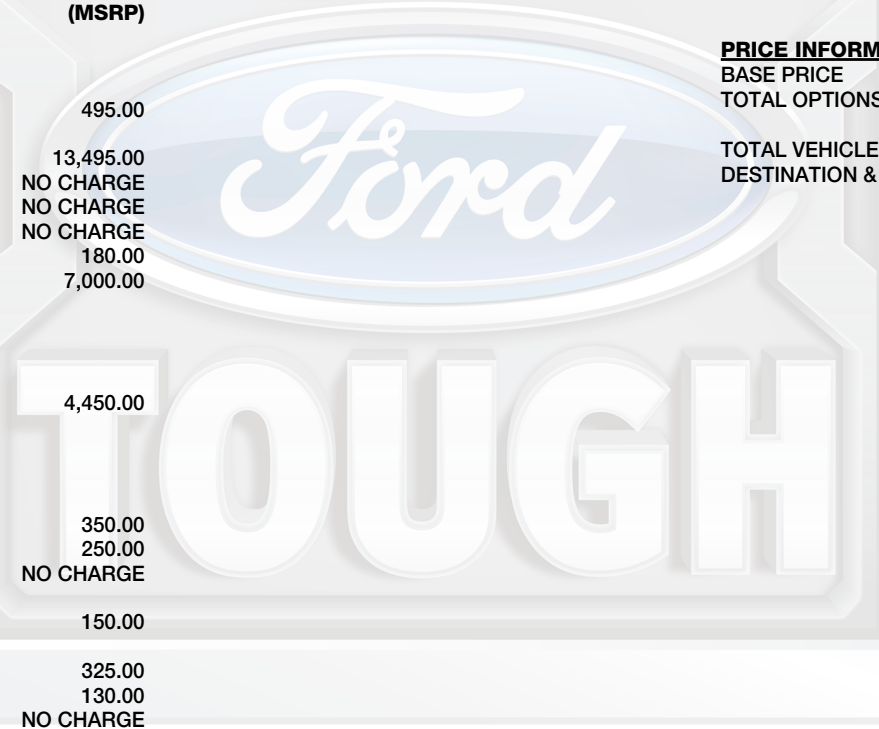 (MSRP)
495.00
13,495.00
NO CHARGE
NO CHARGE
NO CHARGE
180.00
7,000.00
4,450.00
350.00
250.00
NO CHARGE
150.00
325.00
130.00
NO CHARGE
PRICE INFORM
BASE PRICE
TOTAL OPTIONS
TOTAL VEHICLE
DESTINATION &
Ford
TOUGH